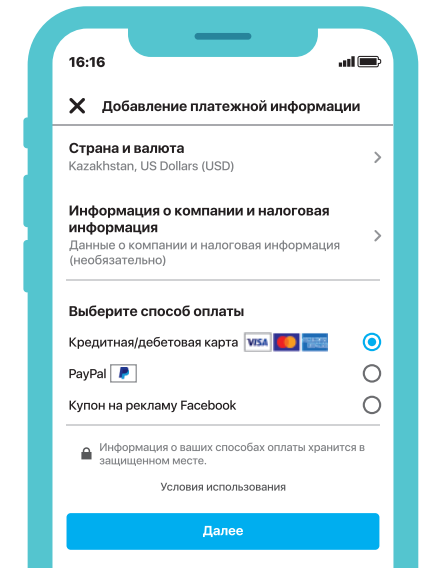 16:16
Добавление платежной информации
Страна и валюта
Kazakhstan, US Dollars (USD)
Информация о компании и налоговая
информация
Данные о компании и налоговая информация
(необязательно)
Выберите способ оплаты
Кредитная/дебетовая карта VISA
PayPal
Купон на рекламу Facebook
Информация о ваших способах оплаты хранится в
защищенном месте.
Условия использования
Далее